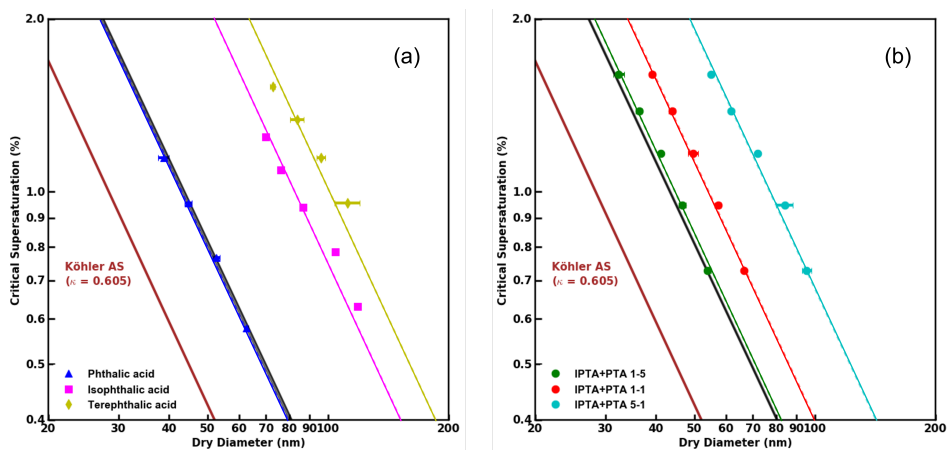 (a)
Critical Supersaturation (%)
2.0
1.0
0.9
0.8
0.7
0.6
0.5
0.4
Köhler AS
(κ = 0.605)
Phthalic acid
Isophthalic acid
Terephthalic acid
20 30 40 50 60 70 80 90 100 200
Dry Diameter (nm)
(b)
Critical Supersaturation (%)
2.0
1.0
0.9
0.8
0.7
0.6
0.5
0.4
Köhler AS
(κ = 0.605)
IPTA+PTA 1-5
IPTA+PTA 1-1
IPTA+PTA 5-1
20 30 40 50 60 70 80 90 100 200
Dry Diameter (nm)